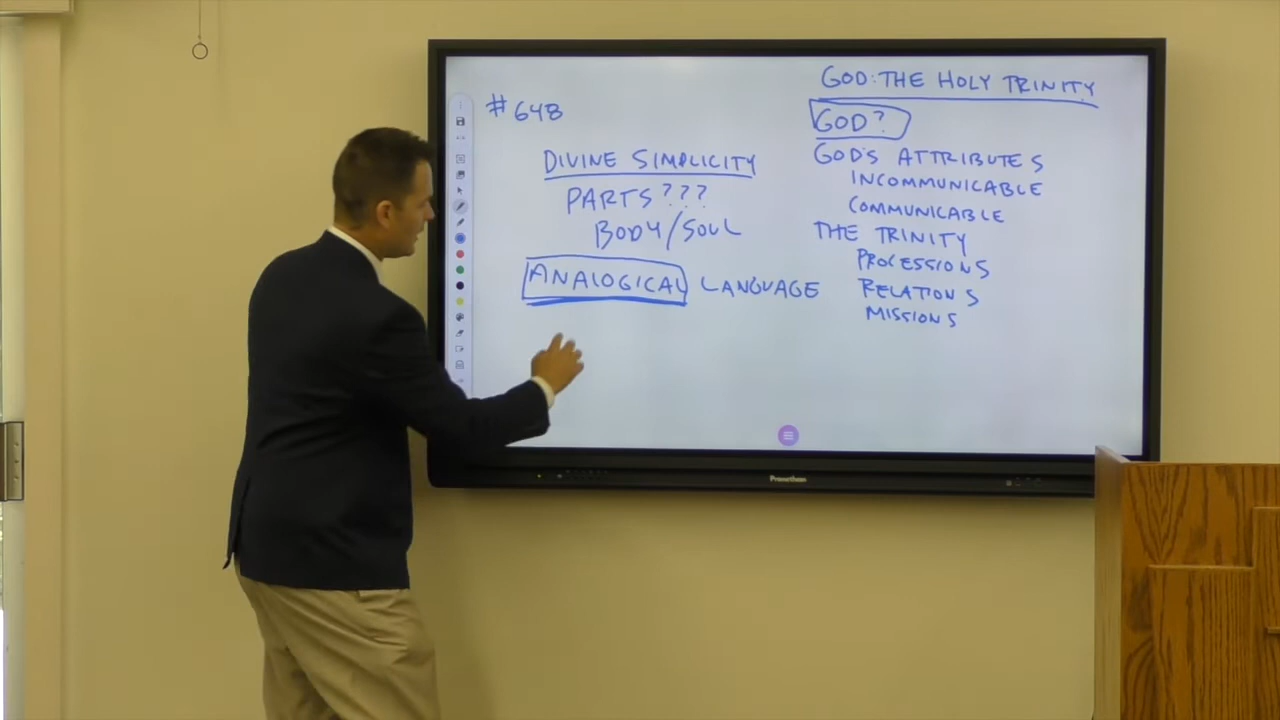 #648
DIVINE SIMPLICITY
PARTS???
BODY/SOUL
ANALOGICAL LANGUAGE
GOD: THE HOLY TRINITY
GOD?
GOD'S ATTRIBUTES
INCOMMUNICABLE
COMMUNICABLE
THE TRINITY
PROCESSIONS
RELATIONS
MISSIONS
Promethean